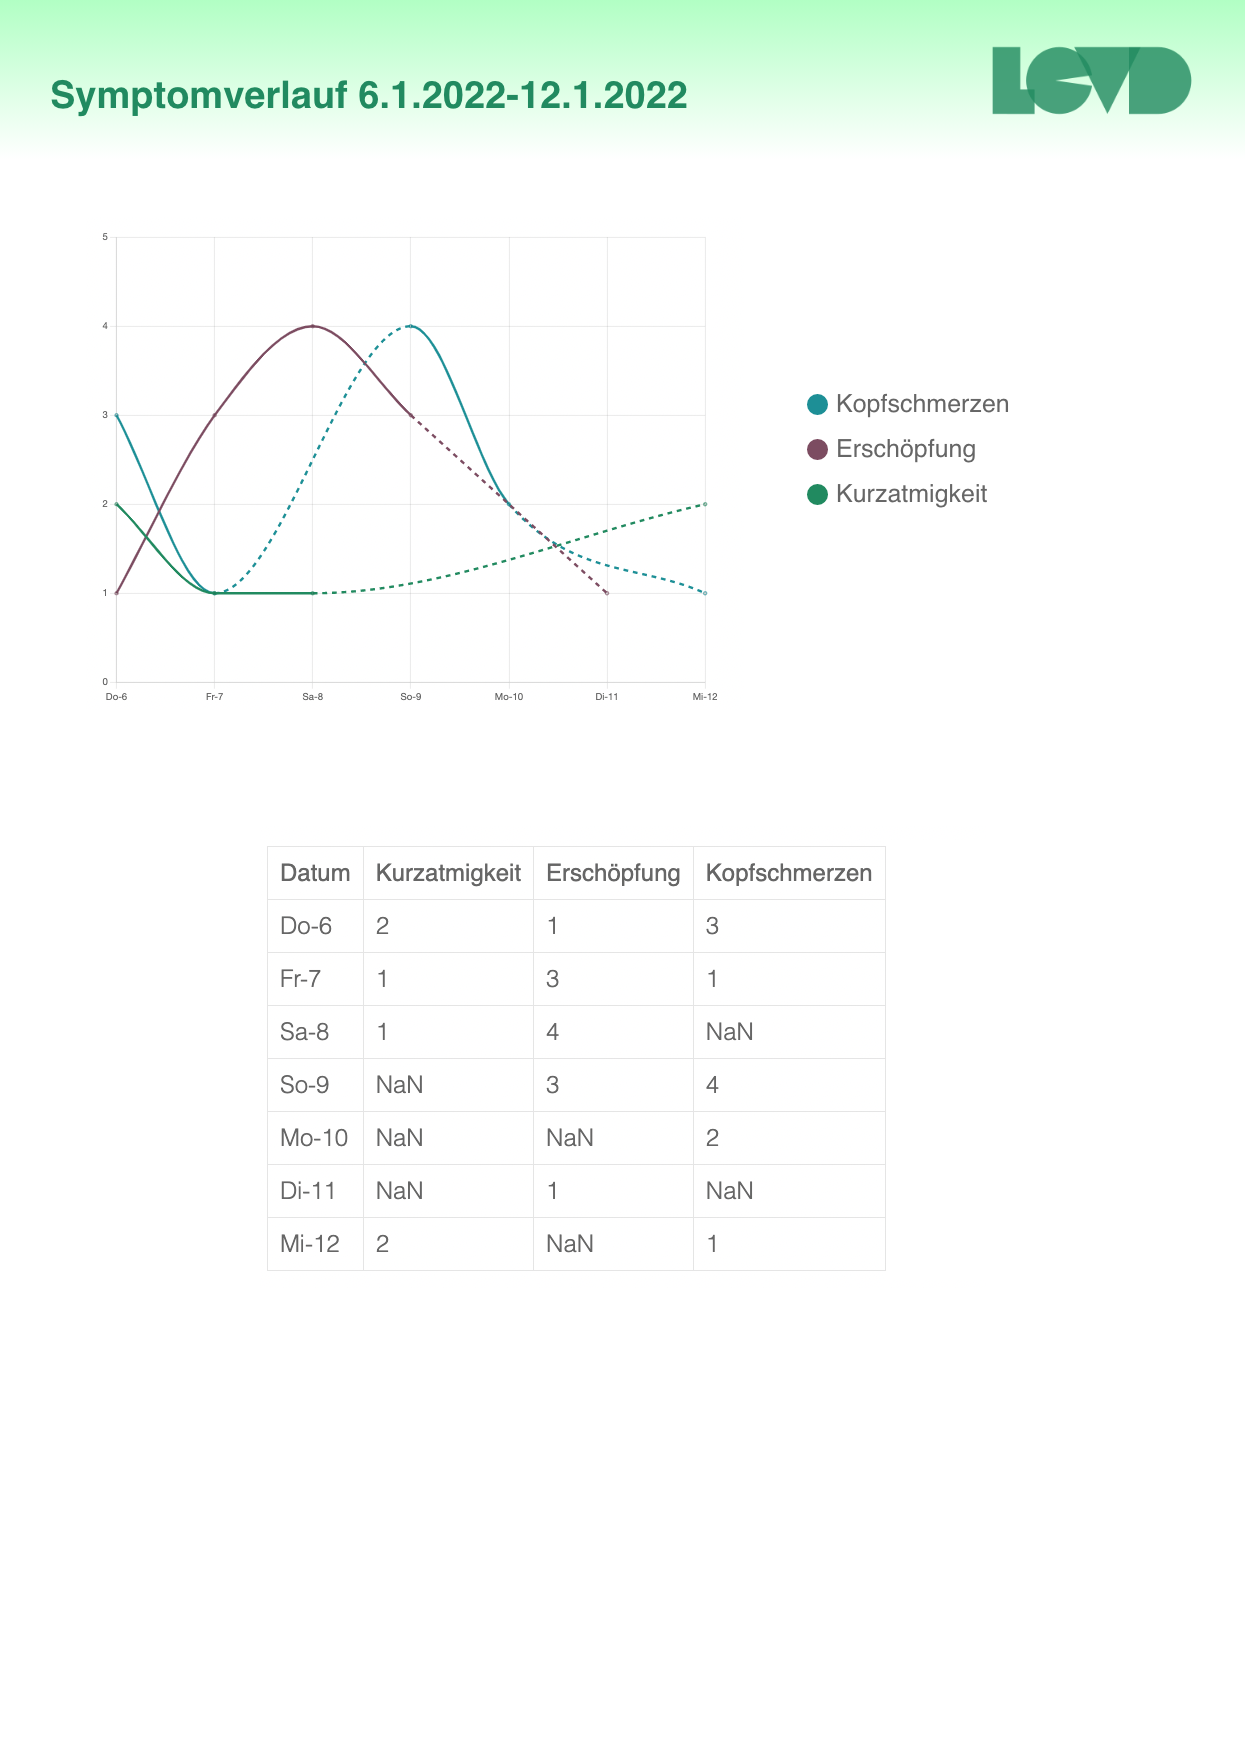 Symptomverlauf 6.1.2022-12.1.2022
LCVD
5
4
3
2
1
0
Do-6 Fr-7 Sa-8 So-9 Mo-10 Di-11 Mi-12
Kopfschmerzen
Erschöpfung
Kurzatmigkeit
Datum Kurzatmigkeit Erschöpfung Kopfschmerzen
Do-6 2 1 3
Fr-7 1 3 1
Sa-8 1 4 NaN
So-9 NaN 3 4
Mo-10 NaN NaN 2
Di-11 NaN 1 NaN
Mi-12 2 NaN 1